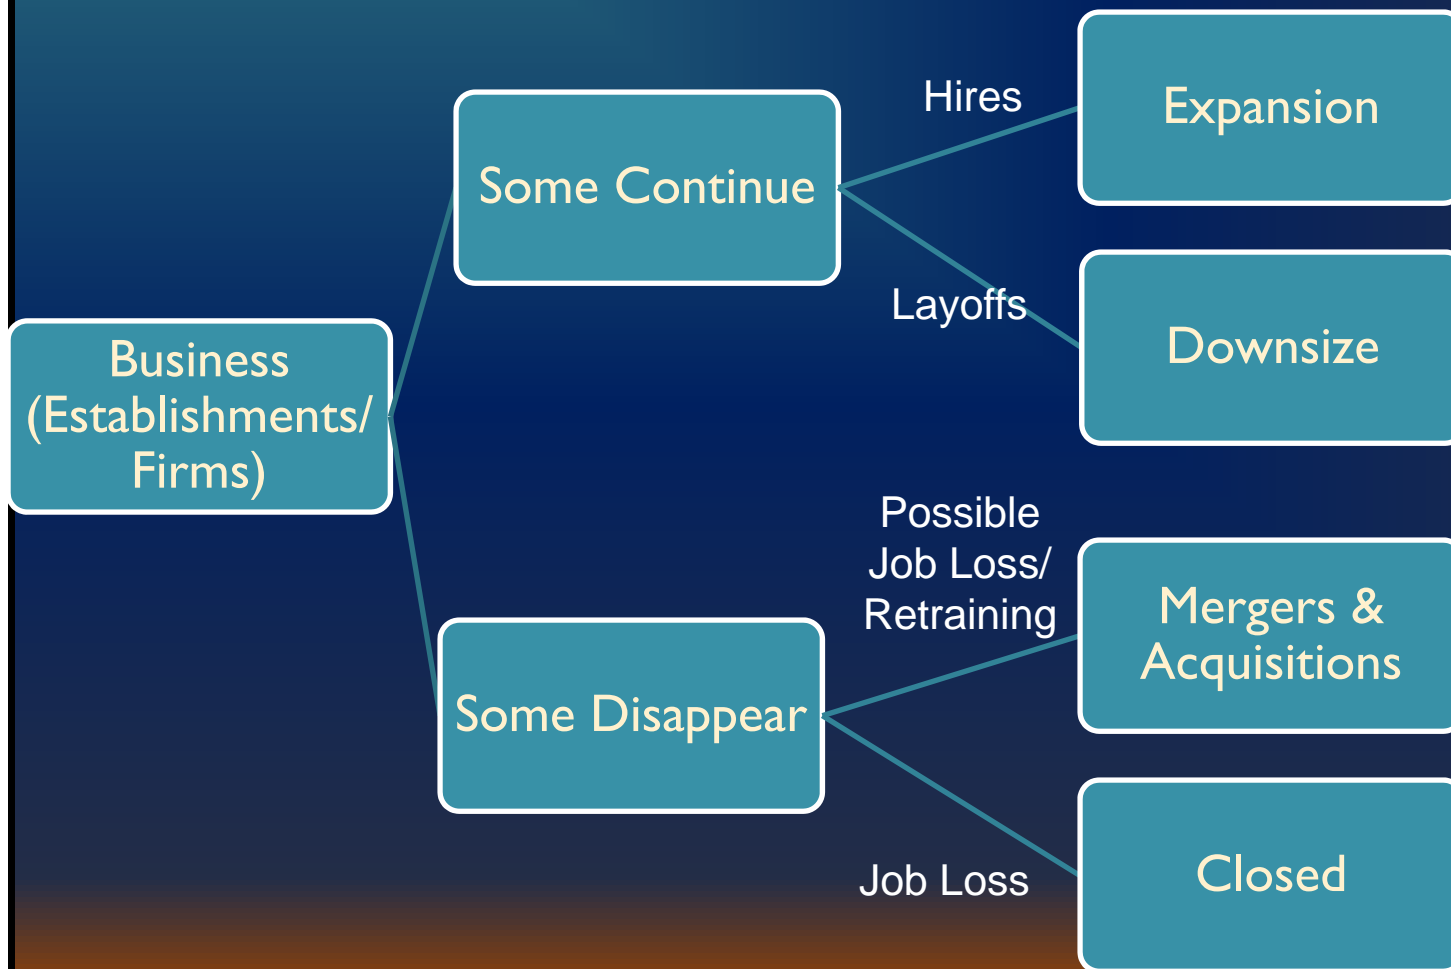 Business
(Establishments/
Firms)
Some Continue
Hires
Expansion
Layoffs
Downsize
Some Disappear
Possible
Job Loss/
Retraining
Mergers &
Acquisitions
Job Loss
Closed